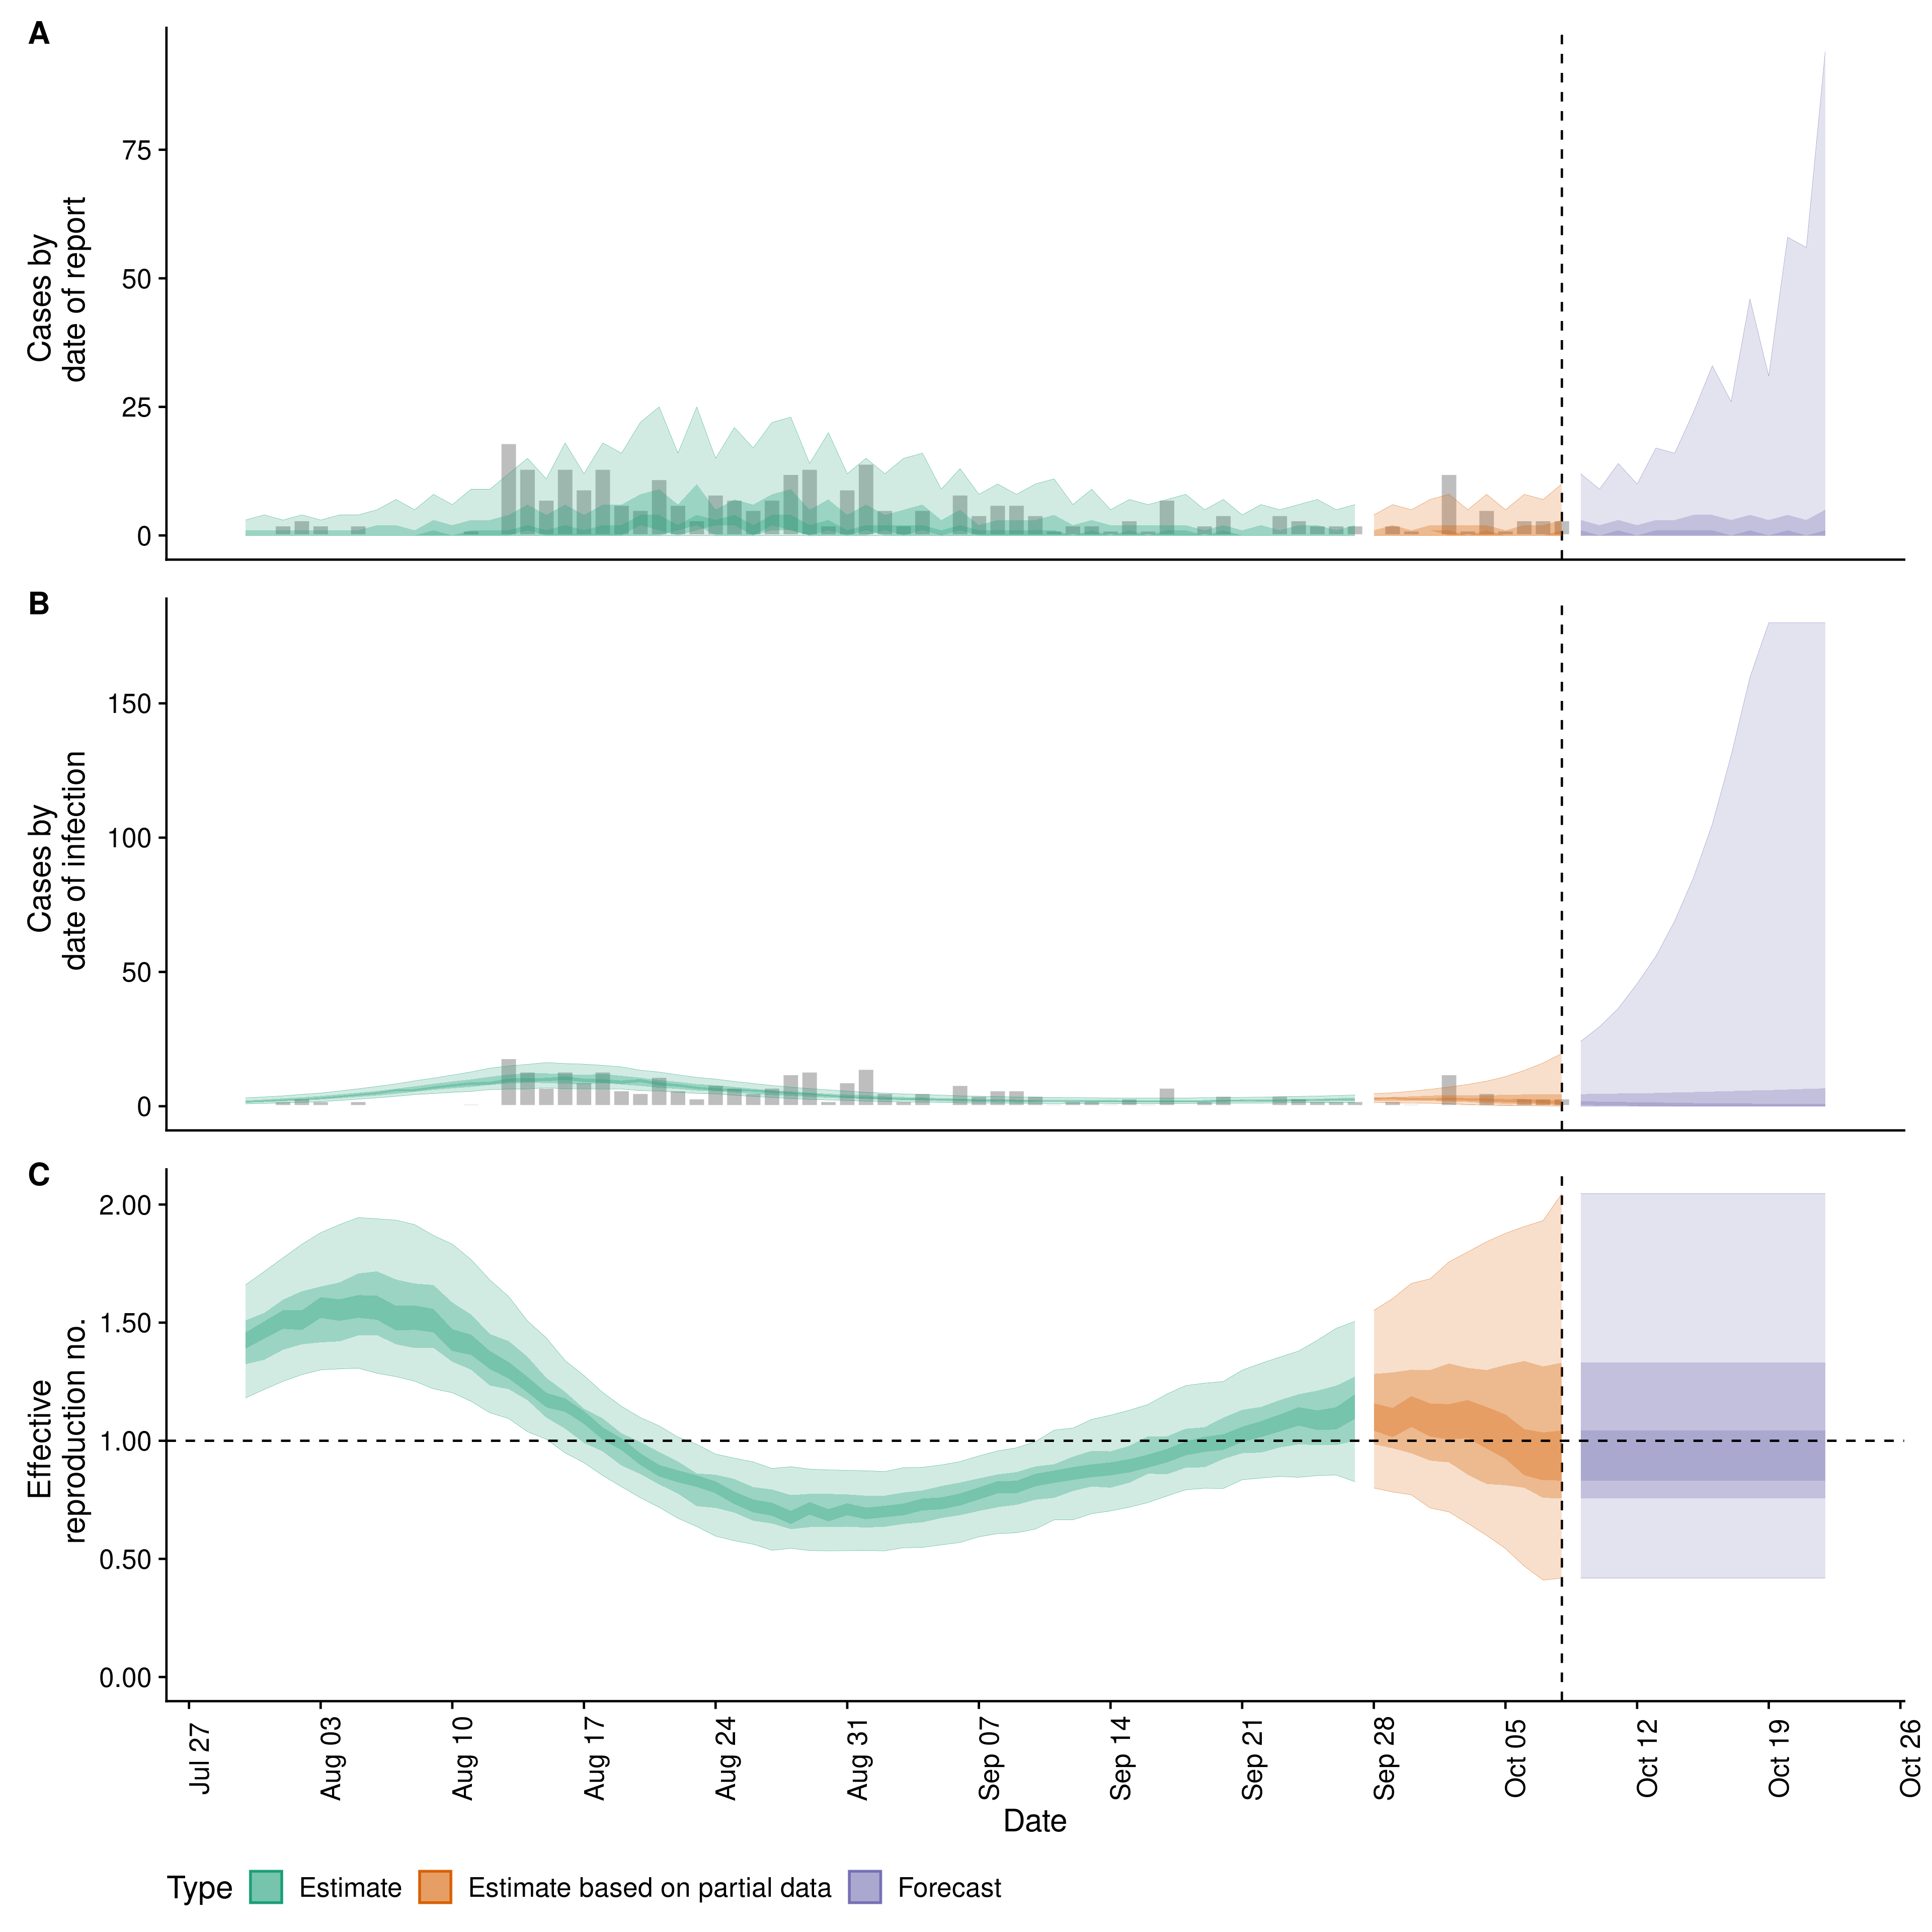 A
Cases by
date of report
75
50
25
0
B
Cases by
date of infection
150
100
50
0
C
Effective
reproduction no.
2.00
1.50
1.00
0.50
0.00
Jul 27
Aug 03
Aug 10
Aug 17
Aug 24
Aug 31
Sep 07
Sep 14
Sep 21
Sep 28
Oct 05
Oct 12
Oct 19
Oct 26
Date
Type Estimate Estimate based on partial data Forecast